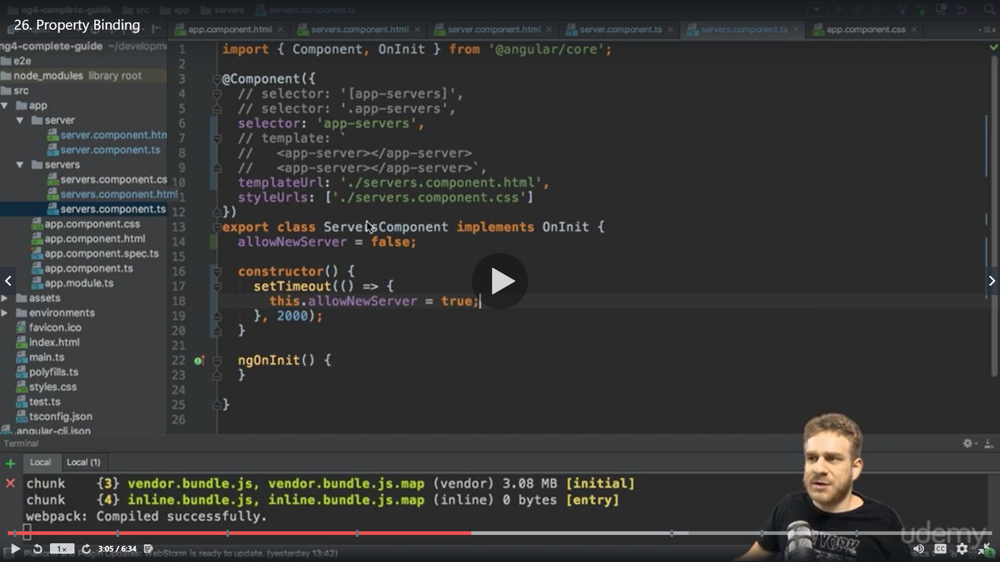 ng4-complete-guide src app servers servers.component.ts
26. Property Binding
app.component.html servers.component.html server.component.html server.component.ts servers.component.ts app.component.css
ng4-complete-guide ~/developme
e2e
node_modules library root
src
app
server
server.component.htm
server.component.ts
servers
servers.component.cs
servers.component.html
servers.component.ts
app.component.css
app.component.html
app.component.spec.ts
app.component.ts
app.module.ts
assets
environments
favicon.ico
index.html
main.ts
polyfills.ts
styles.css
test.ts
tsconfig.json
.angular-cli.json
1 import { Component, OnInit } from '@angular/core';
2
3 @Component({
4 // selector: '[app-servers]',
5 // selector: '.app-servers',
6 selector: 'app-servers',
7 // template: `
8 // <app-server></app-server>
9 // <app-server></app-server>`,
10 templateUrl: './servers.component.html',
1 styleUrls: ['./servers.component.css']
12 })
13 export class ServersComponent implements OnInit {
14 allowNewServer = false;
15
16 constructor() {
17 setTimeout(() => {
18 this.allowNewServer = true;
19 }, 2000);
20 }
21
22 ngOnInit() {
23 }
24
25 }
26
Terminal
Local Local (1)
chunk {3} vendor.bundle.js, vendor.bundle.js.map (vendor) 3.08 MB [initial]
chunk {4} inline.bundle.js, inline.bundle.js.map (inline) 0 bytes [entry]
webpack: Compiled successfully.
udemy
YORK
1× 3:05 / 6:34 CC
Plugin Updates: WebStorm is ready to update. (yesterday 13:42)